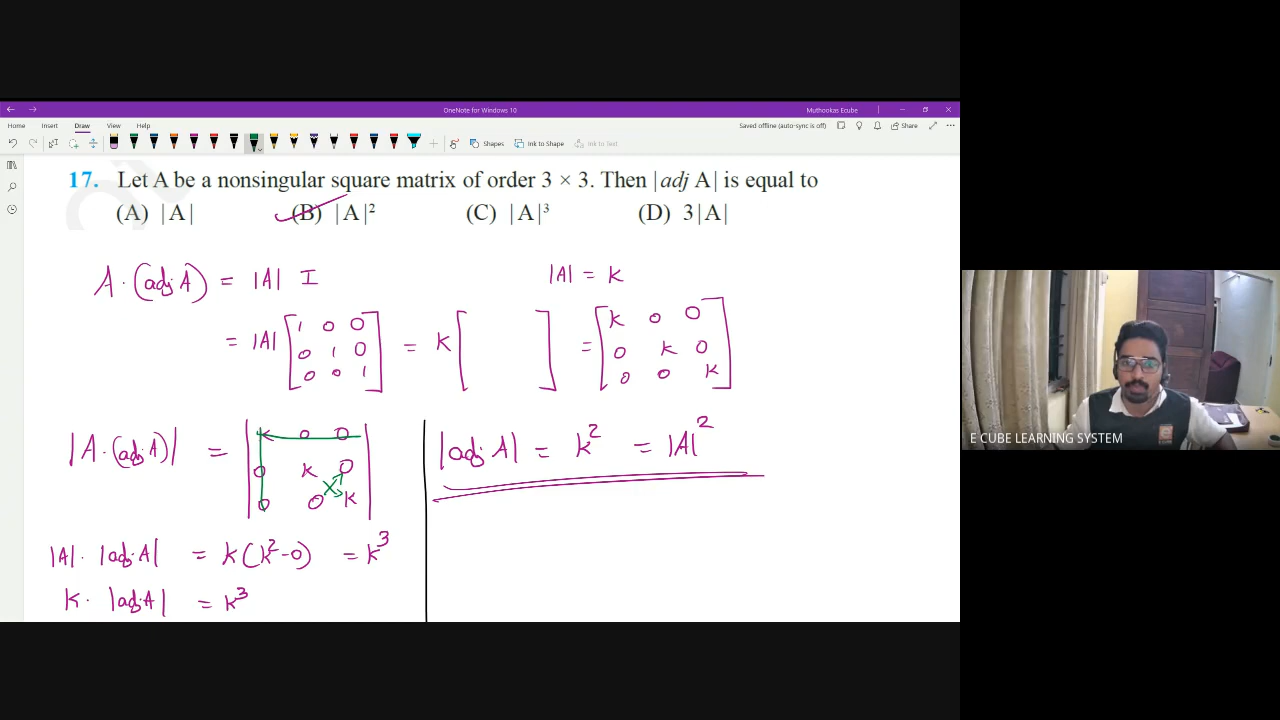 OneNote for Windows 10
Muthookas Ecube
Home Insert Draw View Help
Saved offline (auto-sync is off) Share
Shapes Ink to Shape Ink to Text
17. Let A be a nonsingular square matrix of order 3 × 3. Then |adj A| is equal to
(A) |A| (B) |A|² (C) |A|³ (D) 3|A|
A · (adj A) = |A| I |A| = K
= |A| [1 0 0 0 1 0 0 0 1] = K [ ] = [K 0 0 0 K 0 0 0 K]
|A · (adj A)| = |K 0 0 0 K 0 0 0 K|
|adj A| = K² = |A|²
|A| · |adj A| = K(K² - 0) = K³
K · |adj A| = K³
E CUBE LEARNING SYSTEM